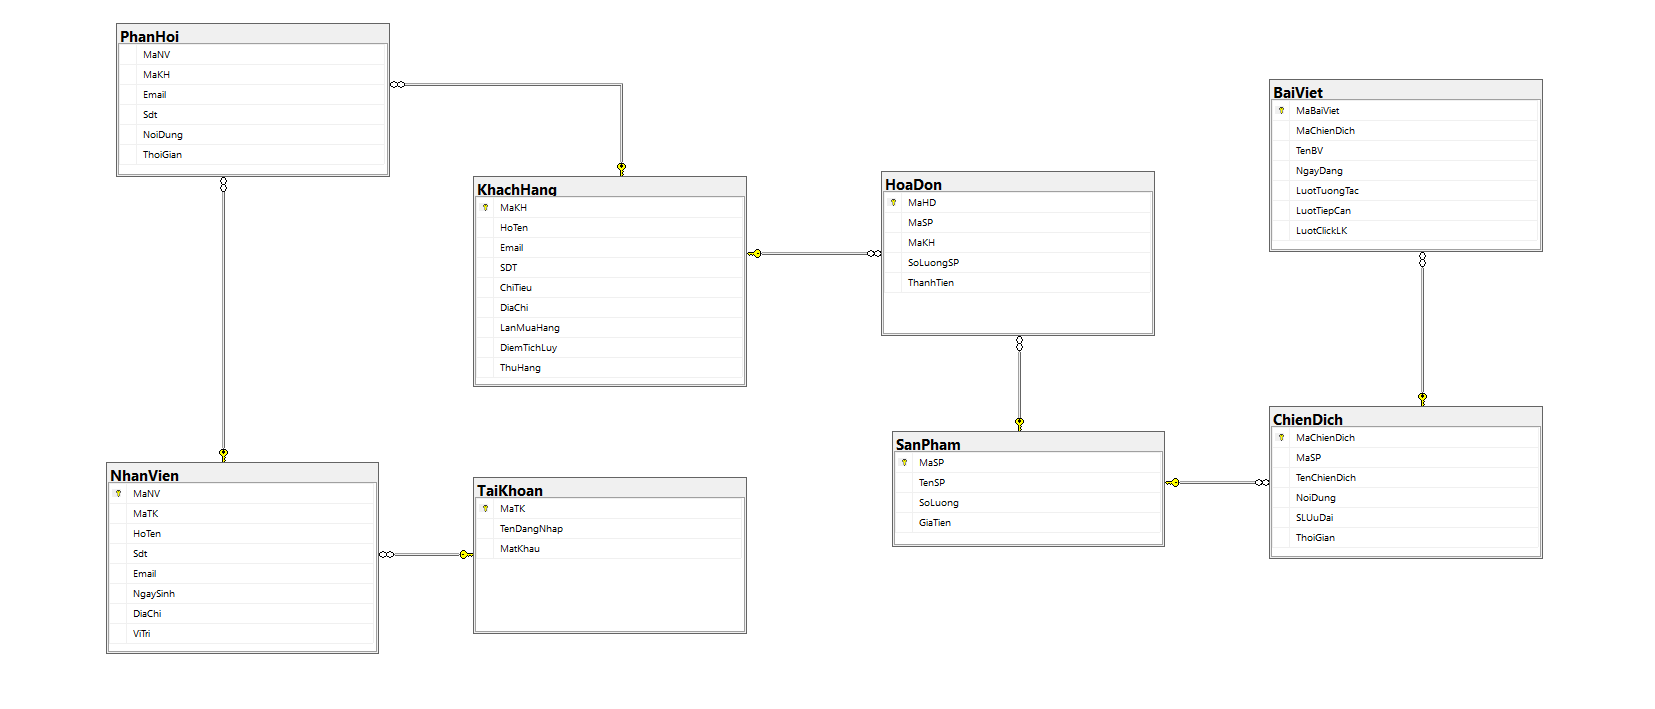 PhanHoi
MaNV
MaKH
Email
Sdt
NoiDung
ThoiGian
KhachHang
MaKH
HoTen
Email
SDT
ChiTieu
DiaChi
LanMuaHang
DiemTichLuy
ThuHang
HoaDon
MaHD
MaSP
MaKH
SoLuongSP
ThanhTien
BaiViet
MaBaiViet
MaChienDich
TenBV
NgayDang
LuotTuongTac
LuotTiepCan
LuotClickLK
NhanVien
MaNV
MaTK
HoTen
Sdt
Email
NgaySinh
DiaChi
ViTri
TaiKhoan
MaTK
TenDangNhap
MatKhau
SanPham
MaSP
TenSP
SoLuong
GiaTien
ChienDich
MaChienDich
MaSP
TenChienDich
NoiDung
SLUuDai
ThoiGian